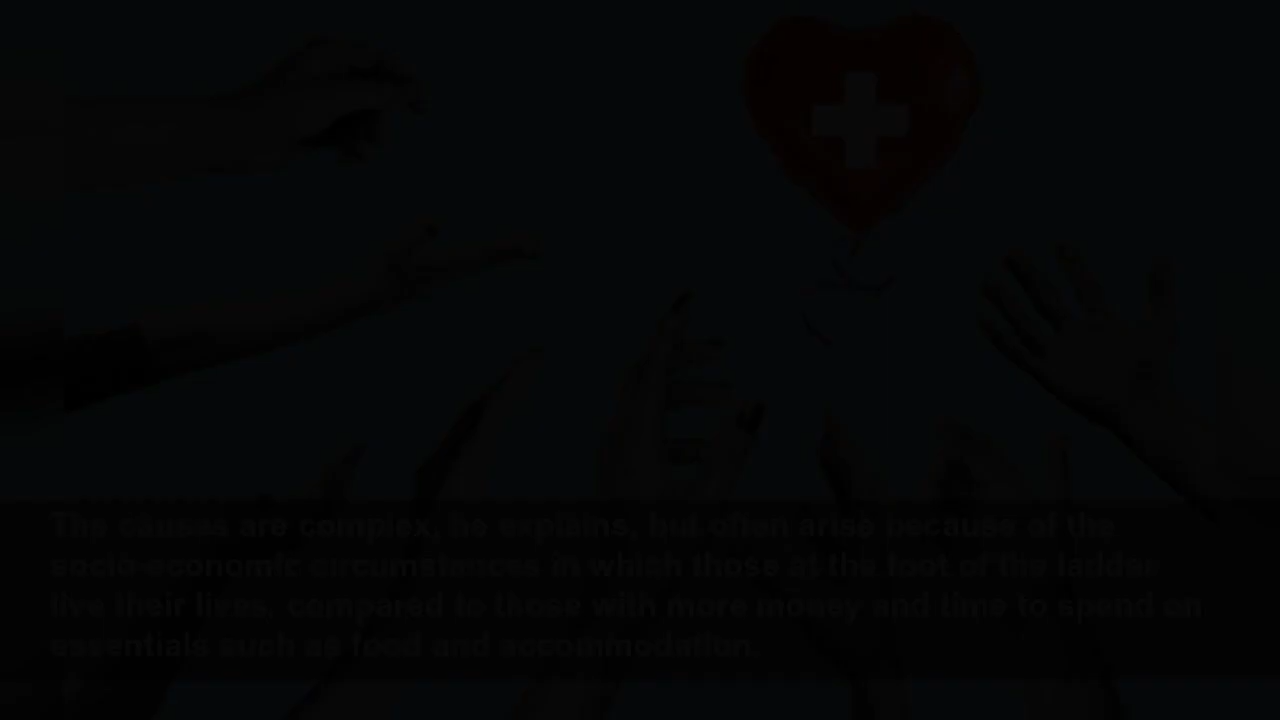 The causes are complex, he explains, but often arise because of the
socio-economic circumstances in which those at the foot of the ladder
live their lives, compared to those with more money and time to spend on
essentials such as food and accommodation.